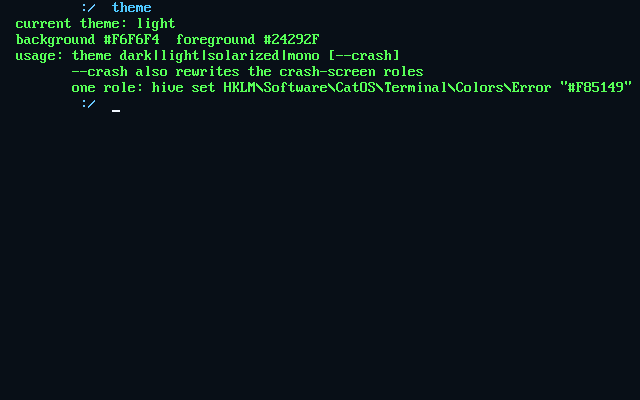 :/ theme
current theme: light
background #F6F6F4 foreground #24292F
usage: theme dark|light|solarized|mono [--crash]
--crash also rewrites the crash-screen roles
one role: hive set HKLM\Software\CatOS\Terminal\Colors\Error "#F85149"
:/ _